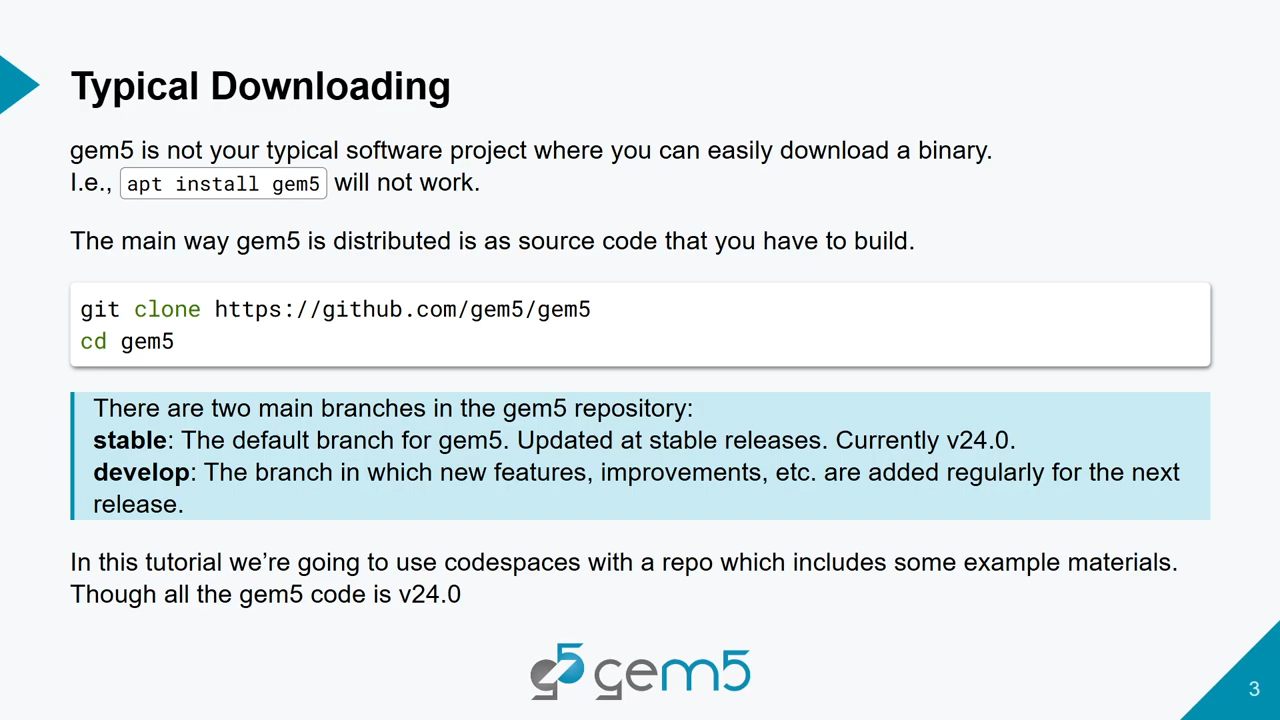 Typical Downloading
gem5 is not your typical software project where you can easily download a binary.
I.e., apt install gem5 will not work.
The main way gem5 is distributed is as source code that you have to build.
git clone https://github.com/gem5/gem5
cd gem5
There are two main branches in the gem5 repository:
stable: The default branch for gem5. Updated at stable releases. Currently v24.0.
develop: The branch in which new features, improvements, etc. are added regularly for the next
release.
In this tutorial we’re going to use codespaces with a repo which includes some example materials.
Though all the gem5 code is v24.0
g5 gem5
3